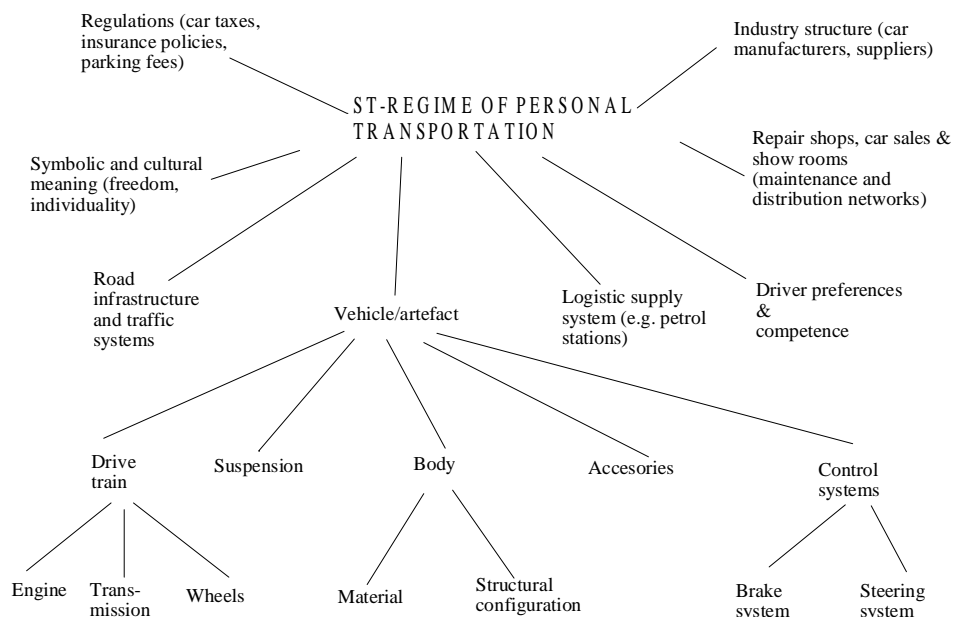 Regulations (car taxes,
insurance policies,
parking fees)
Industry structure (car
manufacturers, suppliers)
ST-REGIME OF PERSONAL
TRANSPORTATION
Symbolic and cultural
meaning (freedom,
individuality)
Repair shops, car sales &
show rooms
(maintenance and
distribution networks)
Road
infrastructure
and traffic
systems
Vehicle/artefact
Logistic supply
system (e.g. petrol
stations)
Driver preferences
&
competence
Drive
train
Suspension
Body
Accesories
Control
systems
Engine
Trans-
mission
Wheels
Material
Structural
configuration
Brake
system
Steering
system